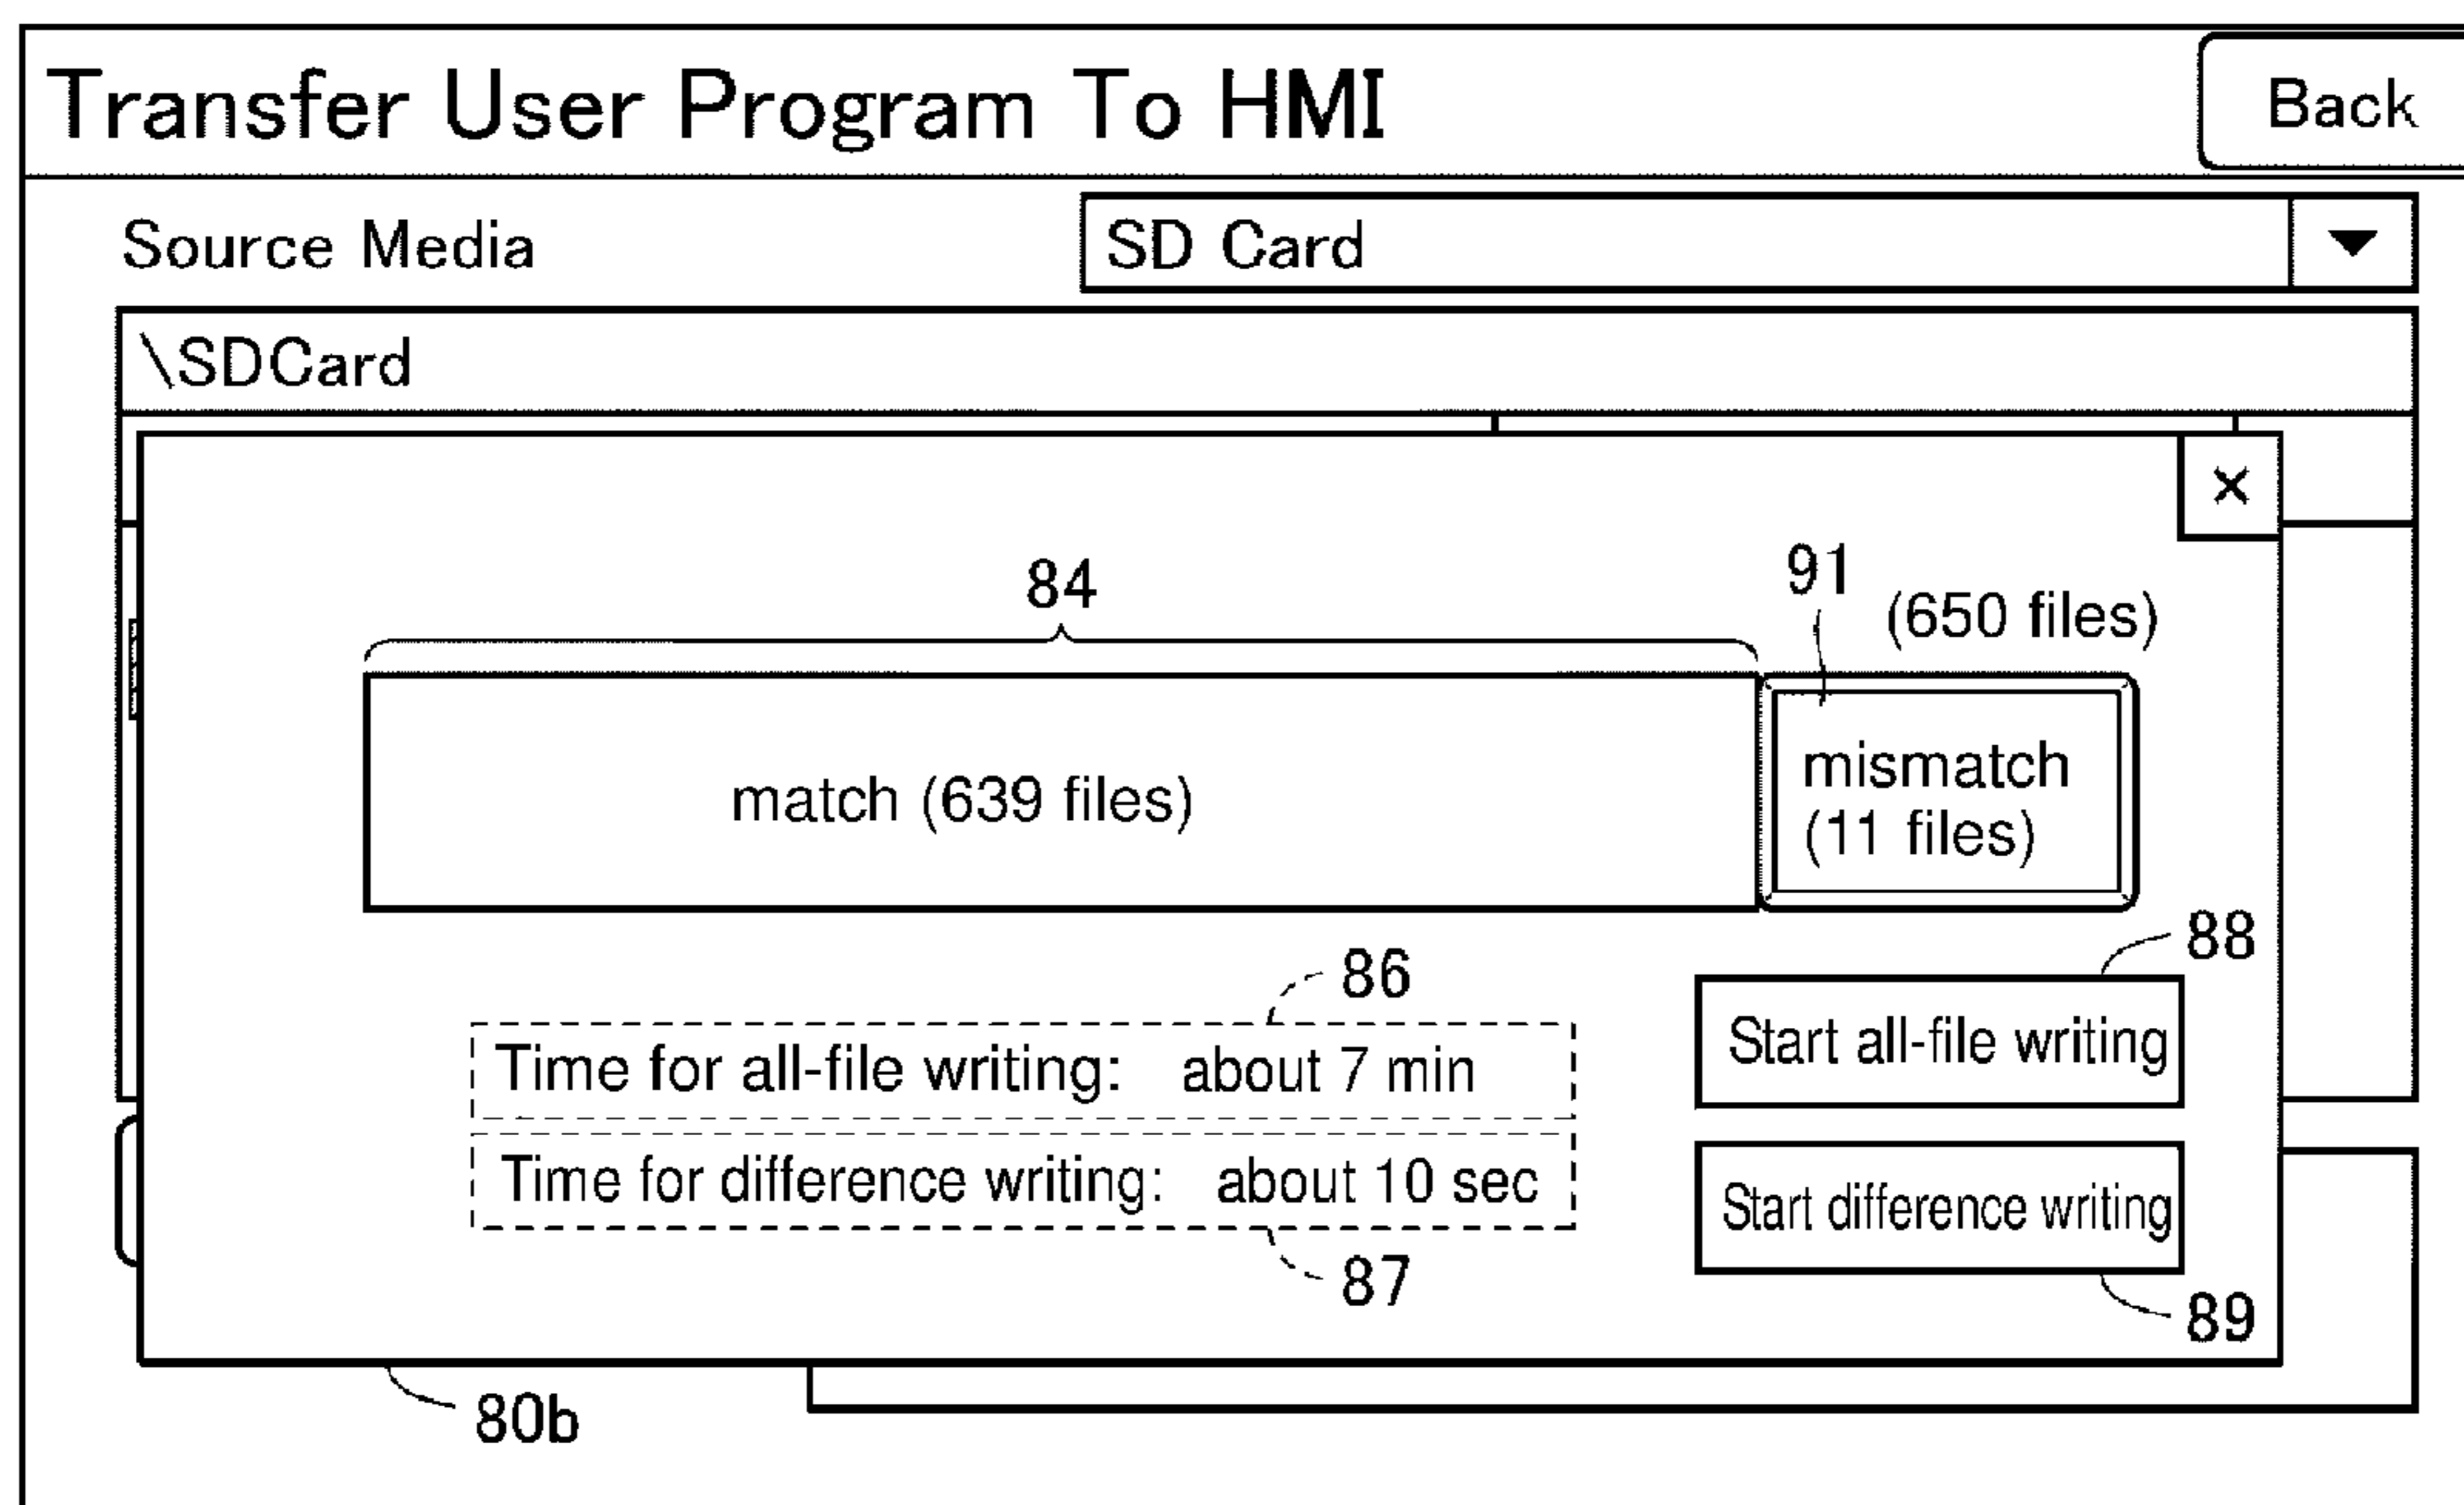 Transfer User Program To HMI
Back
Source Media
SD Card
\SDCard
×
84
91
(650 files)
match (639 files)
mismatch
(11 files)
88
86
Start all-file writing
Time for all-file writing: about 7 min
Time for difference writing: about 10 sec
Start difference writing
87
89
80b